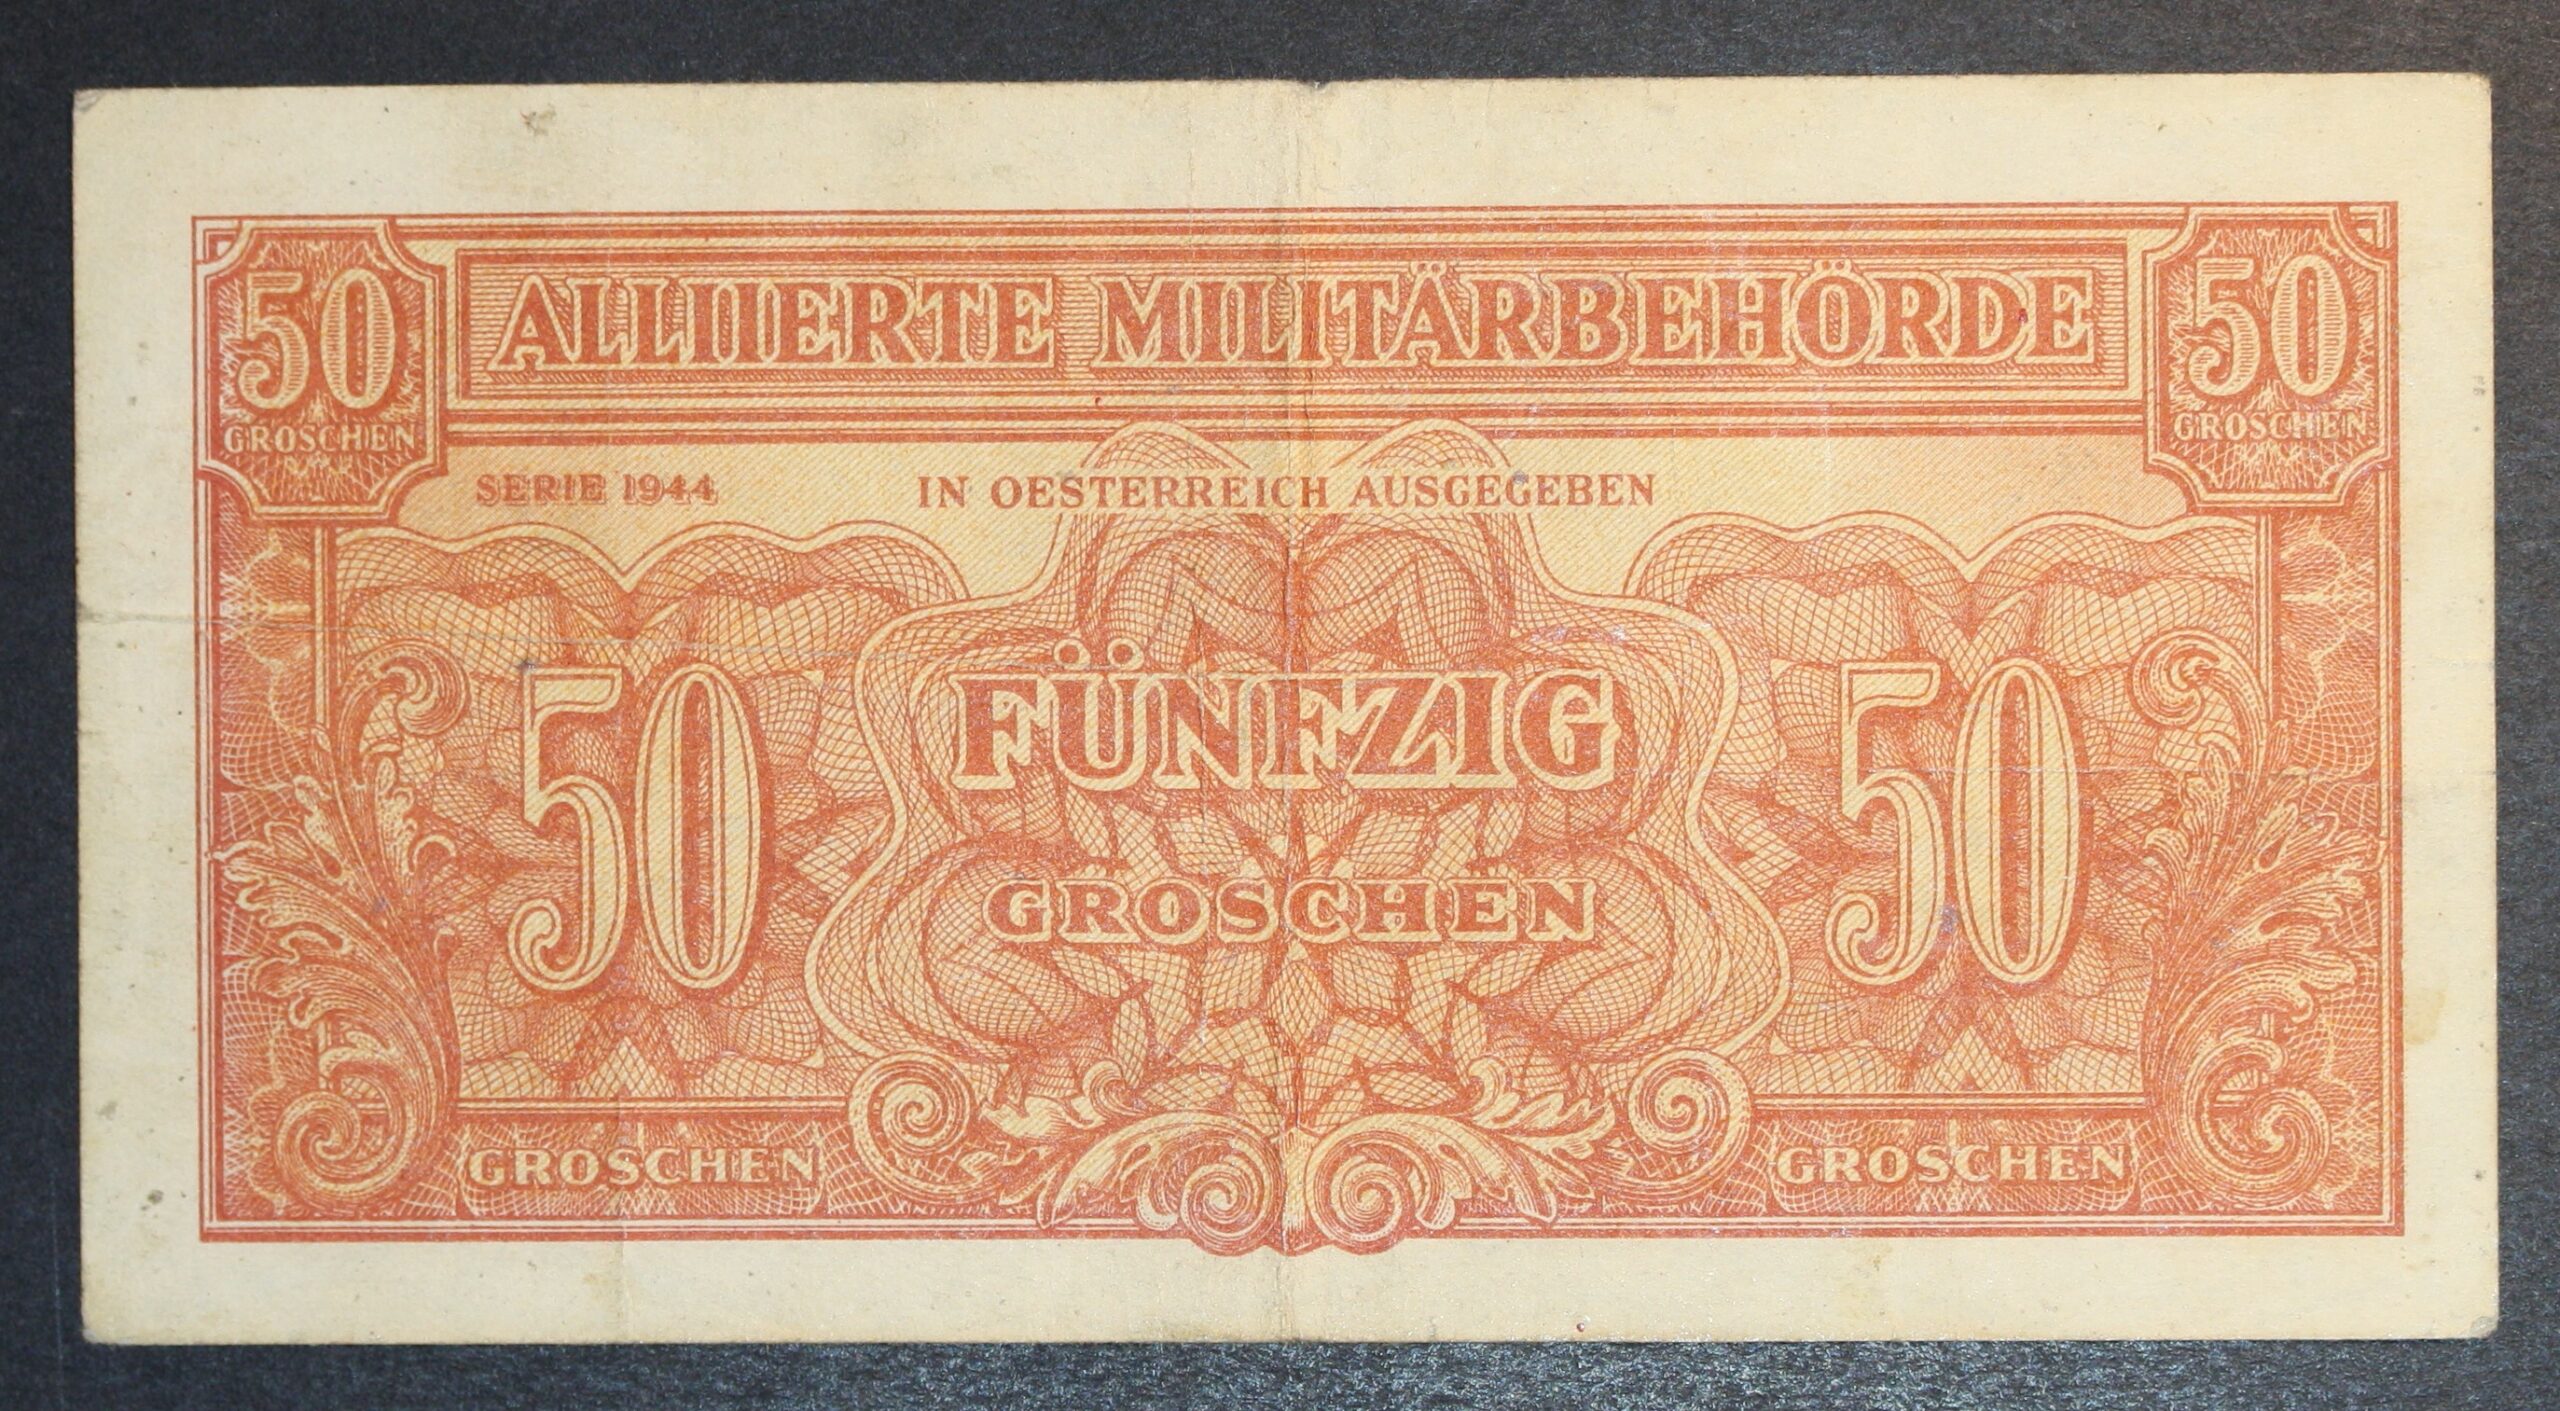 50 ALLIIERTE MILITÄRBEHÖRDE 50
GROSCHEN GROSCHEN
SERIE 1944 IN OESTERREICH AUSGEGEBEN
50 FÜNFZIG 50
GROSCHEN
GROSCHEN GROSCHEN